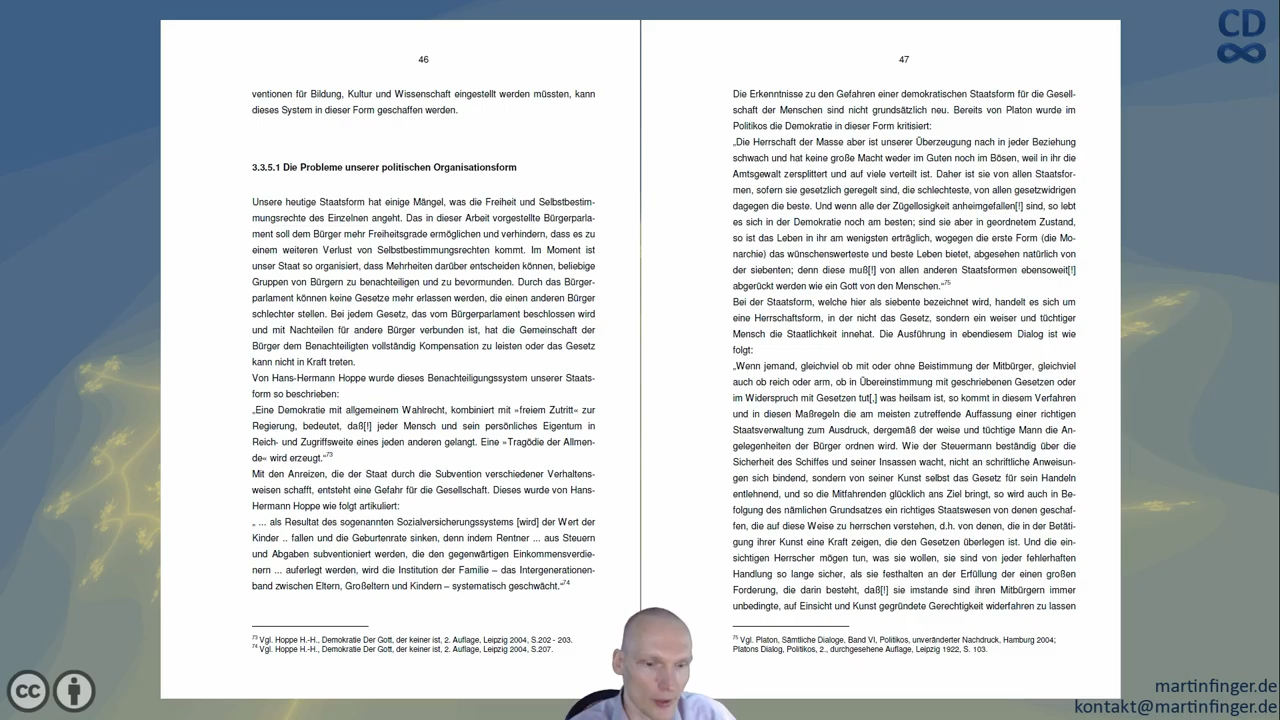 46
ventionen für Bildung, Kultur und Wissenschaft eingestellt werden müssten, kann
dieses System in dieser Form geschaffen werden.
3.3.5.1 Die Probleme unserer politischen Organisationsform
Unsere heutige Staatsform hat einige Mängel, was die Freiheit und Selbstbestim-
mungsrechte des Einzelnen angeht. Das in dieser Arbeit vorgestellte Bürgerparla-
ment soll dem Bürger mehr Freiheitsgrade ermöglichen und verhindern, dass es zu
einem weiteren Verlust von Selbstbestimmungsrechten kommt. Im Moment ist
unser Staat so organisiert, dass Mehrheiten darüber entscheiden können, beliebige
Gruppen von Bürgern zu benachteiligen und zu bevormunden. Durch das Bürger-
parlament können keine Gesetze mehr erlassen werden, die einen anderen Bürger
schlechter stellen. Bei jedem Gesetz, das vom Bürgerparlament beschlossen wird
und mit Nachteilen für andere Bürger verbunden ist, hat die Gemeinschaft der
Bürger dem Benachteiligten vollständig Kompensation zu leisten oder das Gesetz
kann nicht in Kraft treten.
Von Hans-Hermann Hoppe wurde dieses Benachteiligungssystem unserer Staats-
form so beschrieben:
„Eine Demokratie mit allgemeinem Wahlrecht, kombiniert mit »freiem Zutritt« zur
Regierung, bedeutet, daß[!] jeder Mensch und sein persönliches Eigentum in
Reich- und Zugriffsweite eines jeden anderen gelangt. Eine »Tragödie der Allmen-
de« wird erzeugt.“73
Mit den Anreizen, die der Staat durch die Subvention verschiedener Verhaltens-
weisen schafft, entsteht eine Gefahr für die Gesellschaft. Dieses wurde von Hans-
Hermann Hoppe wie folgt artikuliert:
„ ... als Resultat des sogenannten Sozialversicherungssystems [wird] der Wert der
Kinder .. fallen und die Geburtenrate sinken, denn indem Rentner ... aus Steuern
und Abgaben subventioniert werden, die den gegenwärtigen Einkommensverdie-
nern ... auferlegt werden, wird die Institution der Familie – das Intergenerationen-
band zwischen Eltern, Großeltern und Kindern – systematisch geschwächt.“74
73 Vgl. Hoppe H.-H., Demokratie Der Gott, der keiner ist, 2. Auflage, Leipzig 2004, S.202 - 203.
74 Vgl. Hoppe H.-H., Demokratie Der Gott, der keiner ist, 2. Auflage, Leipzig 2004, S.207.
47
Die Erkenntnisse zu den Gefahren einer demokratischen Staatsform für die Gesell-
schaft der Menschen sind nicht grundsätzlich neu. Bereits von Platon wurde im
Politikos die Demokratie in dieser Form kritisiert:
„Die Herrschaft der Masse aber ist unserer Überzeugung nach in jeder Beziehung
schwach und hat keine große Macht weder im Guten noch im Bösen, weil in ihr die
Amtsgewalt zersplittert und auf viele verteilt ist. Daher ist sie von allen Staatsfor-
men, sofern sie gesetzlich geregelt sind, die schlechteste, von allen gesetzwidrigen
dagegen die beste. Und wenn alle der Zügellosigkeit anheimgefallen[!] sind, so lebt
es sich in der Demokratie noch am besten; sind sie aber in geordnetem Zustand,
so ist das Leben in ihr am wenigsten erträglich, wogegen die erste Form (die Mo-
narchie) das wünschenswerteste und beste Leben bietet, abgesehen natürlich von
der siebenten; denn diese muß[!] von allen anderen Staatsformen ebensoweit[!]
abgerückt werden wie ein Gott von den Menschen.“75
Bei der Staatsform, welche hier als siebente bezeichnet wird, handelt es sich um
eine Herrschaftsform, in der nicht das Gesetz, sondern ein weiser und tüchtiger
Mensch die Staatlichkeit innehat. Die Ausführung in ebendiesem Dialog ist wie
folgt:
„Wenn jemand, gleichviel ob mit oder ohne Beistimmung der Mitbürger, gleichviel
auch ob reich oder arm, ob in Übereinstimmung mit geschriebenen Gesetzen oder
im Widerspruch mit Gesetzen tut[,] was heilsam ist, so kommt in diesem Verfahren
und in diesen Maßregeln die am meisten zutreffende Auffassung einer richtigen
Staatsverwaltung zum Ausdruck, dergemäß der weise und tüchtige Mann die An-
gelegenheiten der Bürger ordnen wird. Wie der Steuermann beständig über die
Sicherheit des Schiffes und seiner Insassen wacht, nicht an schriftliche Anweisun-
gen sich bindend, sondern von seiner Kunst selbst das Gesetz für sein Handeln
entlehnend, und so die Mitfahrenden glücklich ans Ziel bringt, so wird auch in Be-
folgung des nämlichen Grundsatzes ein richtiges Staatswesen von denen geschaf-
fen, die auf diese Weise zu herrschen verstehen, d.h. von denen, die in der Betäti-
gung ihrer Kunst eine Kraft zeigen, die den Gesetzen überlegen ist. Und die ein-
sichtigen Herrscher mögen tun, was sie wollen, sie sind von jeder fehlerhaften
Handlung so lange sicher, als sie festhalten an der Erfüllung der einen großen
Forderung, die darin besteht, daß[!] sie imstande sind ihren Mitbürgern immer
unbedingte, auf Einsicht und Kunst gegründete Gerechtigkeit widerfahren zu lassen
75 Vgl. Platon, Sämtliche Dialoge, Band VI, Politikos, unveränderter Nachdruck, Hamburg 2004;
Platons Dialog, Politikos, 2., durchgesehene Auflage, Leipzig 1922, S. 103.
CD
cc
martinfinger.de
kontakt@martinfinger.de